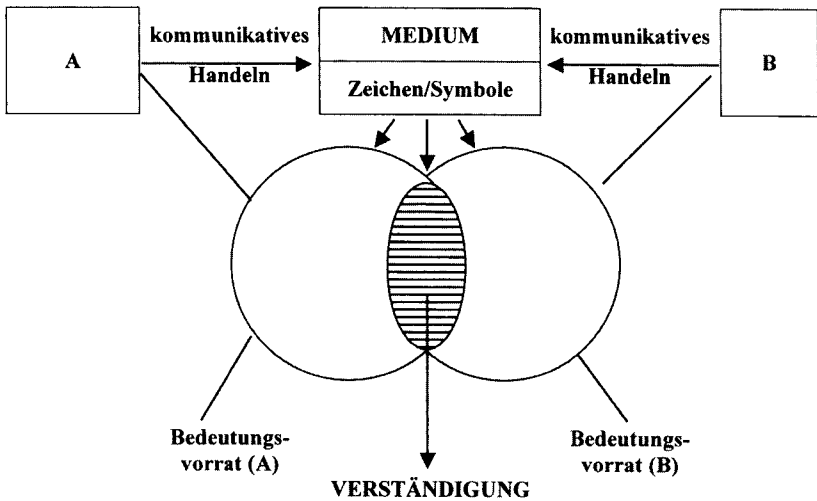 kommunikatives
Handeln
A
MEDIUM
Zeichen/Symbole
kommunikatives
Handeln
B
Bedeutungs-
vorrat (A)
Bedeutungs-
vorrat (B)
VERSTÄNDIGUNG